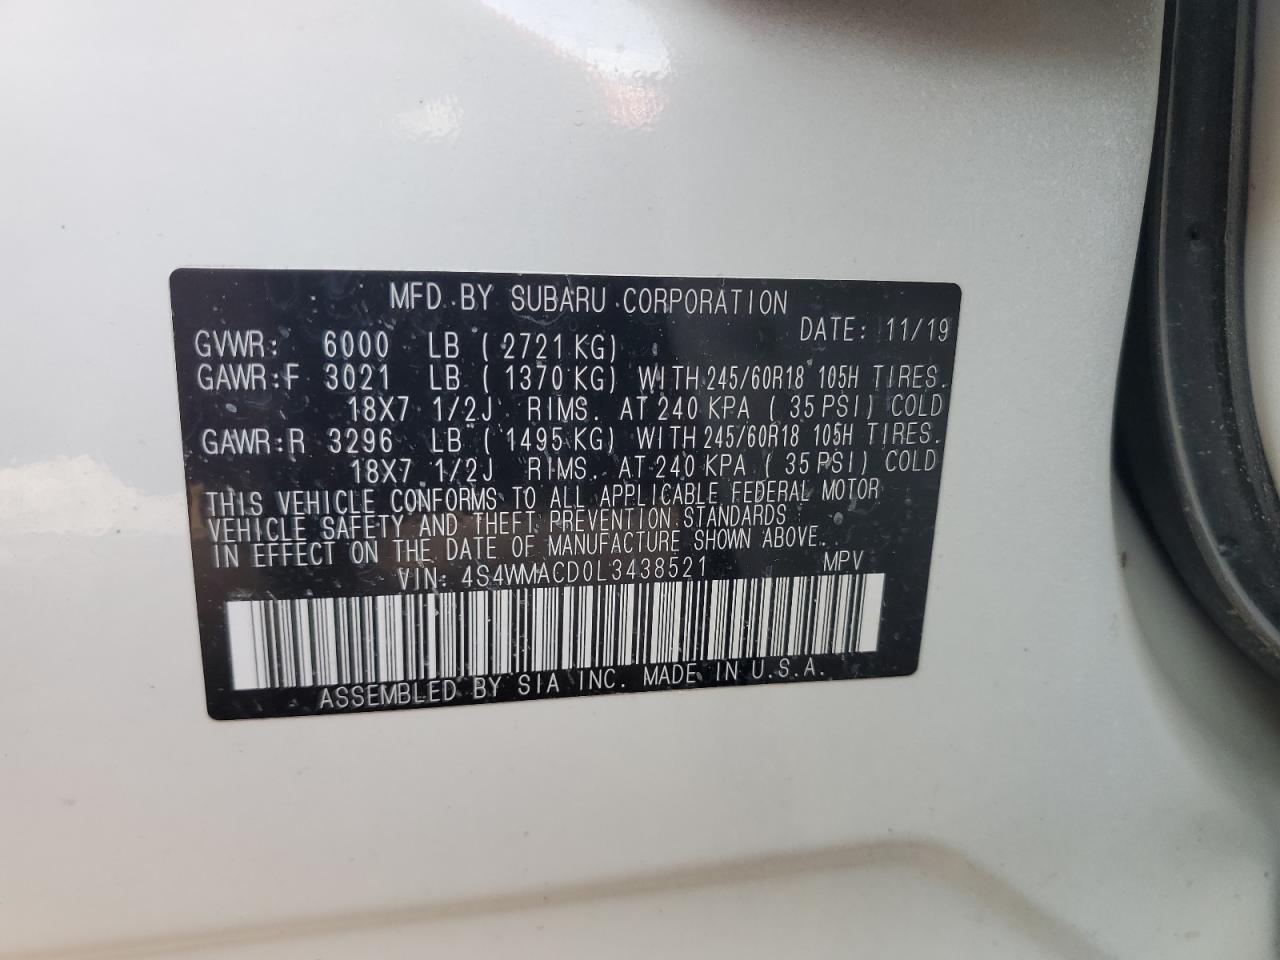 MFD. BY SUBARU CORPORATION
DATE: 11/19
GVWR: 6000 LB ( 2721 KG)
GAWR:F 3021 LB ( 1370 KG) WITH 245/60R18 105H TIRES.
18X7 1/2J RIMS. AT 240 KPA ( 35 PSI) COLD
GAWR:R 3296 LB ( 1495 KG) WITH 245/60R18 105H TIRES.
18X7 1/2J RIMS. AT 240 KPA ( 35 PSI) COLD
THIS VEHICLE CONFORMS TO ALL APPLICABLE FEDERAL MOTOR
VEHICLE SAFETY AND THEFT PREVENTION STANDARDS
IN EFFECT ON THE DATE OF MANUFACTURE SHOWN ABOVE.
VIN: 4S4WMACD0L3438521 MPV
ASSEMBLED BY SIA INC. MADE IN U.S.A.